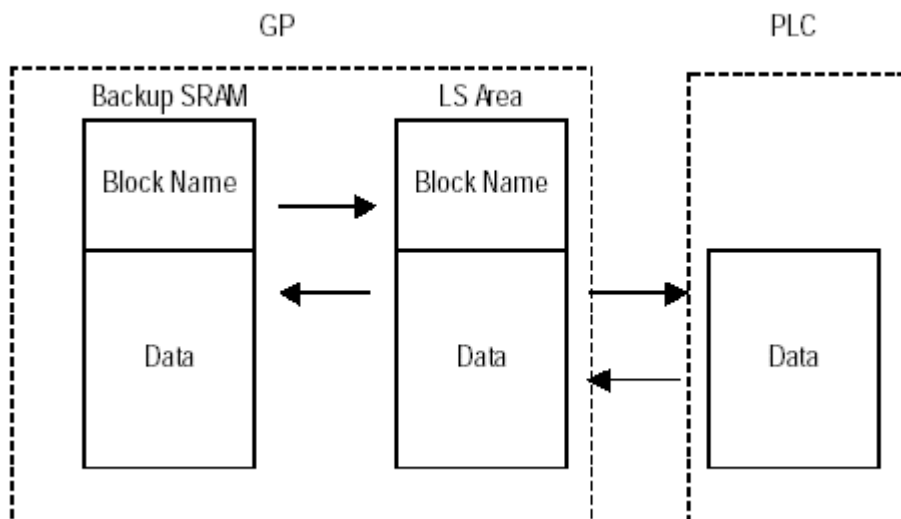 GP
PLC
Backup SRAM
LS Area
Block Name
Block Name
Data
Data
Data